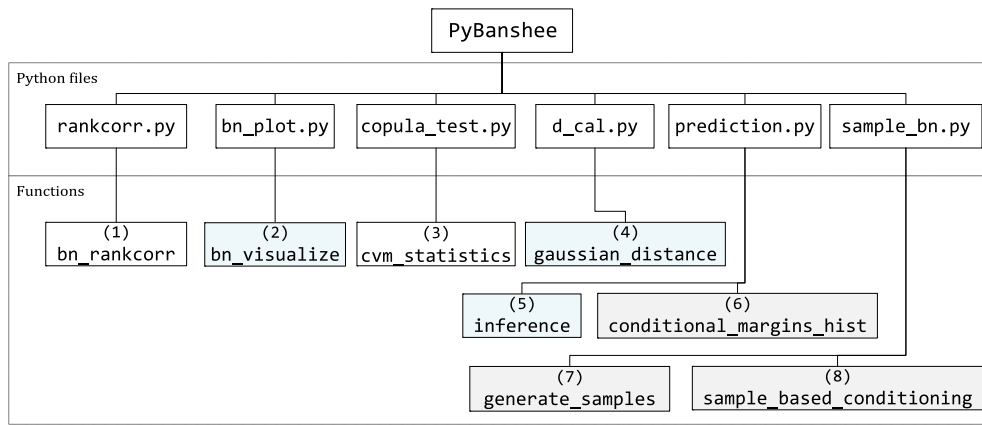 PyBanshee
Python files
rankcorr.py
bn_plot.py
copula_test.py
d_cal.py
prediction.py
sample_bn.py
Functions
(1)
bn_rankcorr
(2)
bn_visualize
(3)
cvm_statistics
(4)
gaussian_distance
(5)
inference
(6)
conditional_margins_hist
(7)
generate_samples
(8)
sample_based_conditioning